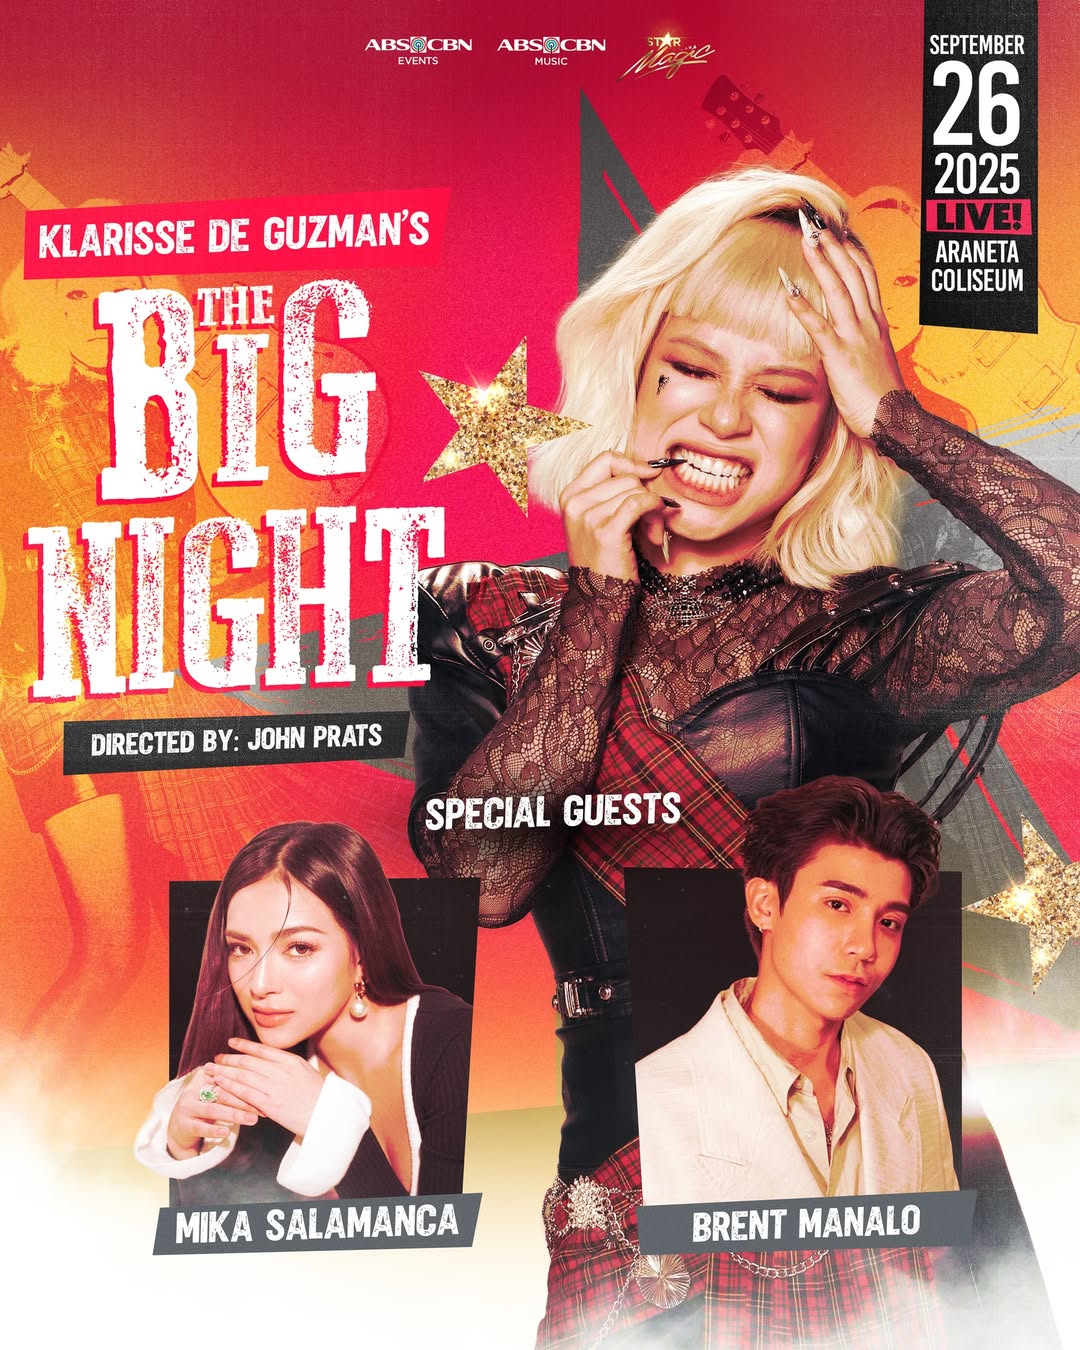 ABS-CBN
EVENTS
ABS-CBN
MUSIC
STAR
Magic
SEPTEMBER
26
2025
LIVE!
ARANETA
COLISEUM
KLARISSE DE GUZMAN'S
THE
BIG
NIGHT
DIRECTED BY: JOHN PRATS
SPECIAL GUESTS
MIKA SALAMANCA
BRENT MANALO